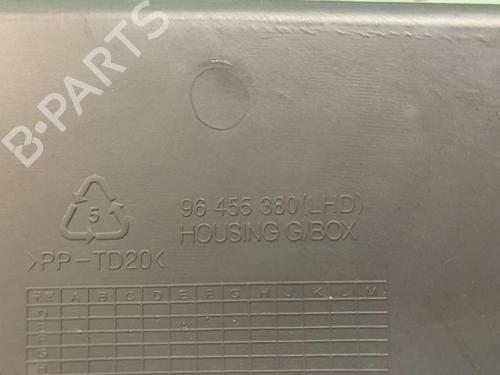 B-PARTS
5
96 455 380(LHD)
HOUSING G/BOX
>PP-TD20<
A B C D E F G H I J K L M